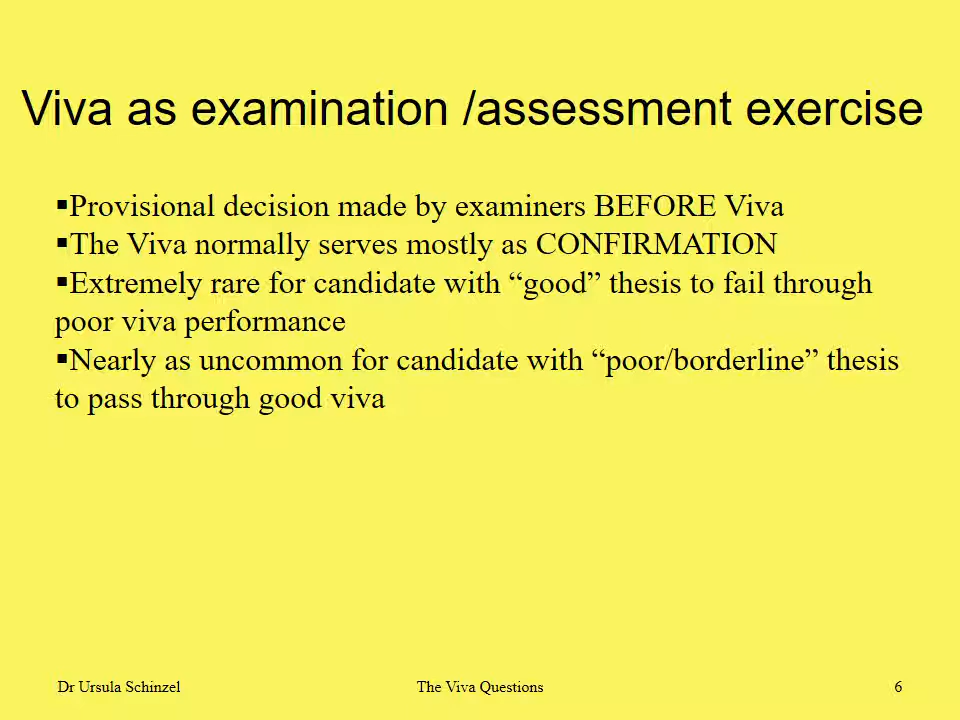 Viva as examination /assessment exercise
▪Provisional decision made by examiners BEFORE Viva
▪The Viva normally serves mostly as CONFIRMATION
▪Extremely rare for candidate with “good” thesis to fail through
poor viva performance
▪Nearly as uncommon for candidate with “poor/borderline” thesis
to pass through good viva
Dr Ursula Schinzel
The Viva Questions
6